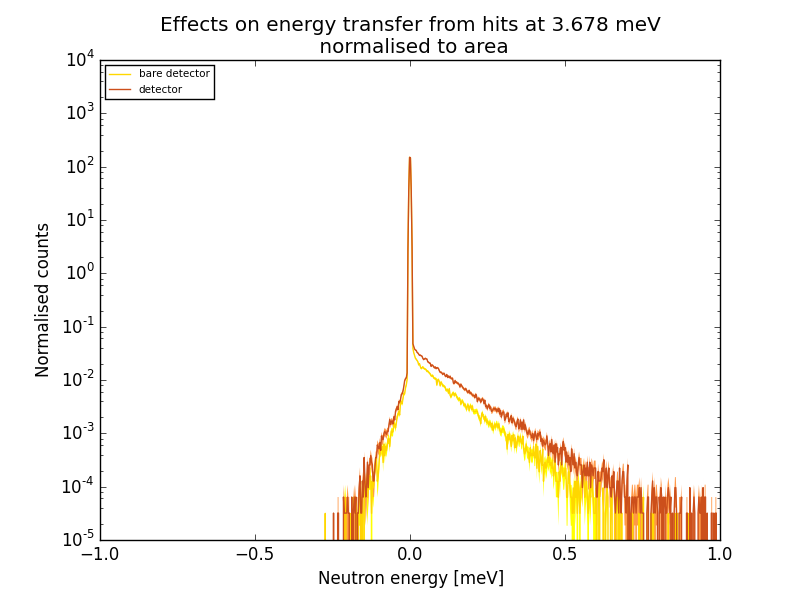 Effects on energy transfer from hits at 3.678 meV
normalised to area
bare detector
detector
10^4
10^3
10^2
10^1
10^0
10^-1
10^-2
10^-3
10^-4
10^-5
Normalised counts
−1.0
−0.5
0.0
0.5
1.0
Neutron energy [meV]